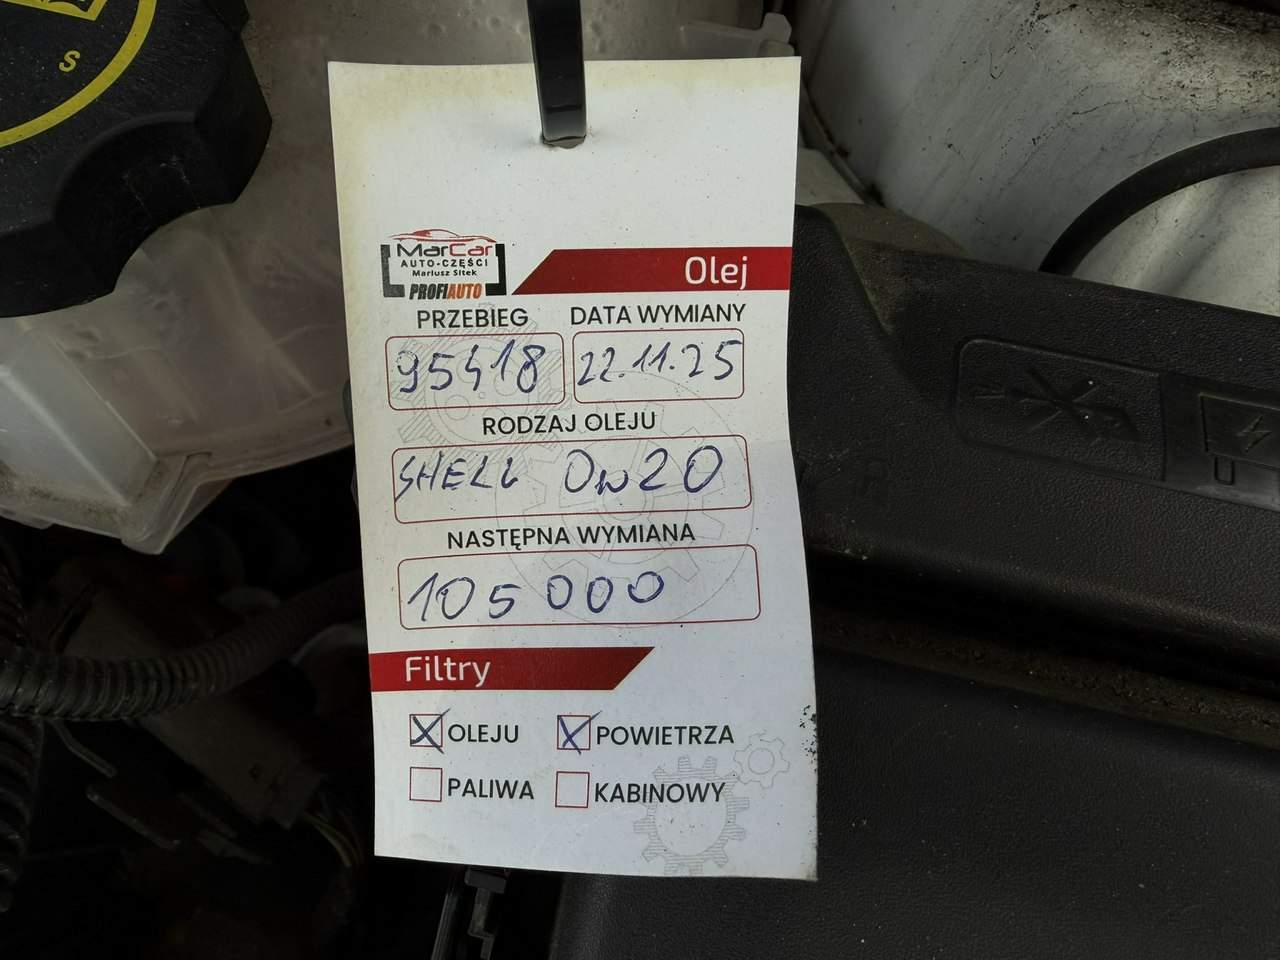 S
MarCar
AUTO-CZĘŚCI
Mariusz Sitek
PROFIAUTO
Olej
PRZEBIEG
DATA WYMIANY
95418
22.11.25
RODZAJ OLEJU
SHELL 0w20
NASTĘPNA WYMIANA
105000
Filtry
OLEJU
POWIETRZA
PALIWA
KABINOWY